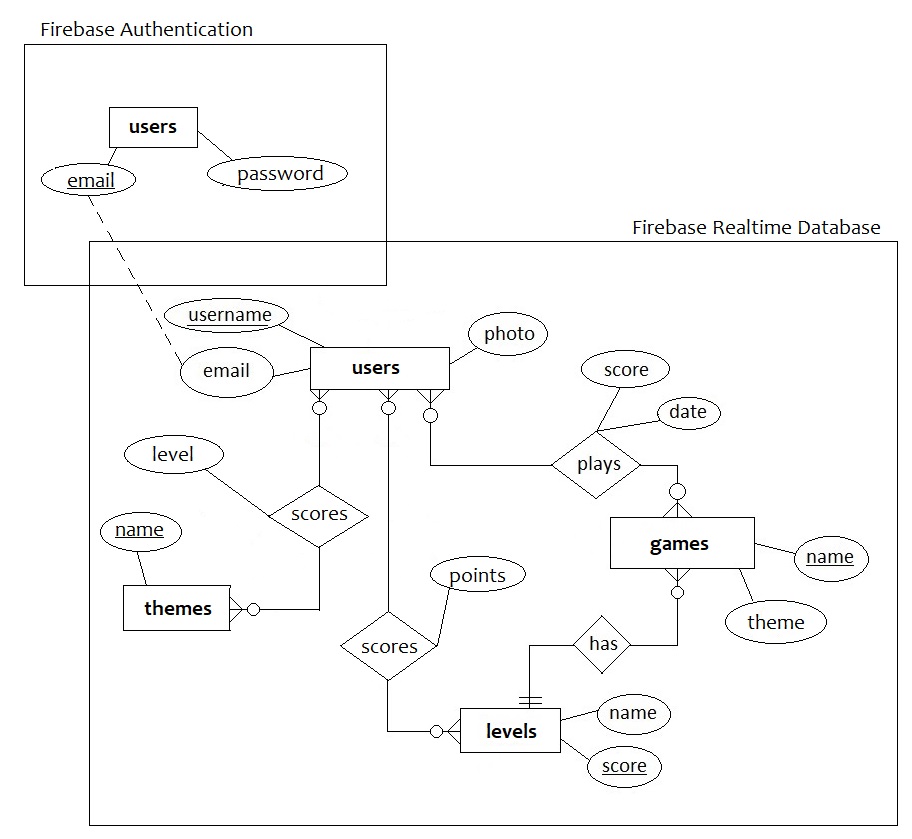 Firebase Authentication
users
email
password
Firebase Realtime Database
username
photo
email
users
score
date
level
plays
scores
name
games
name
points
themes
theme
scores
has
name
levels
score